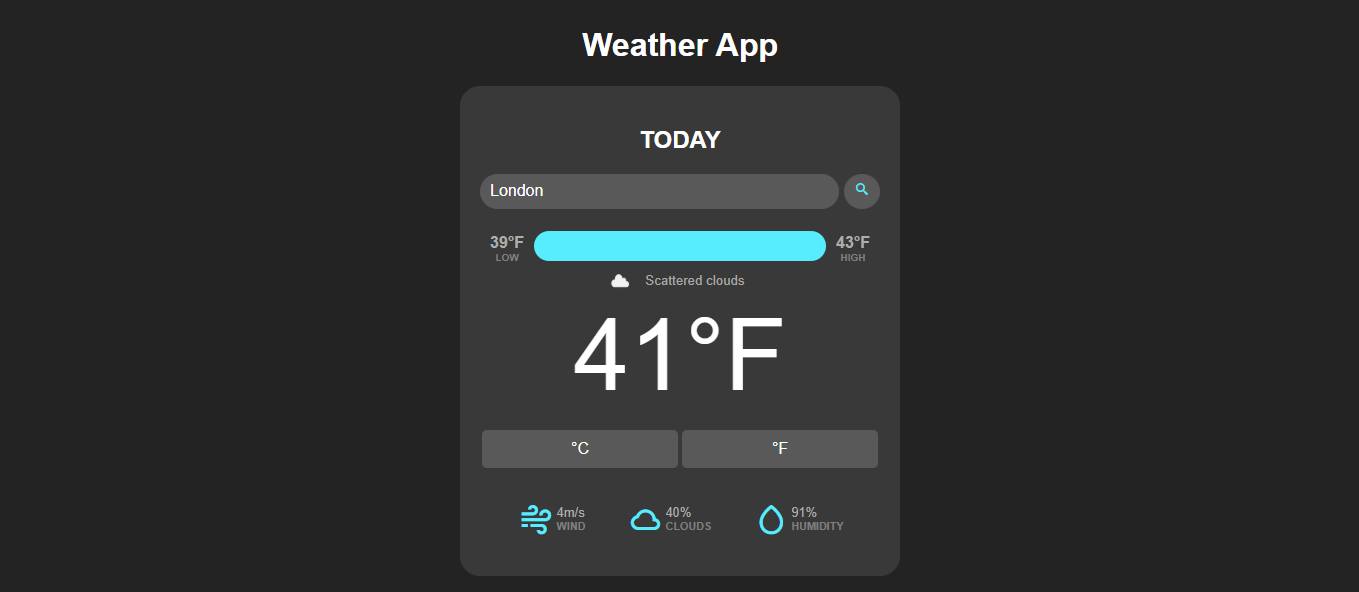 Weather App
TODAY
London
39°F
LOW
43°F
HIGH
Scattered clouds
41°F
°C
°F
4m/s
WIND
40%
CLOUDS
91%
HUMIDITY